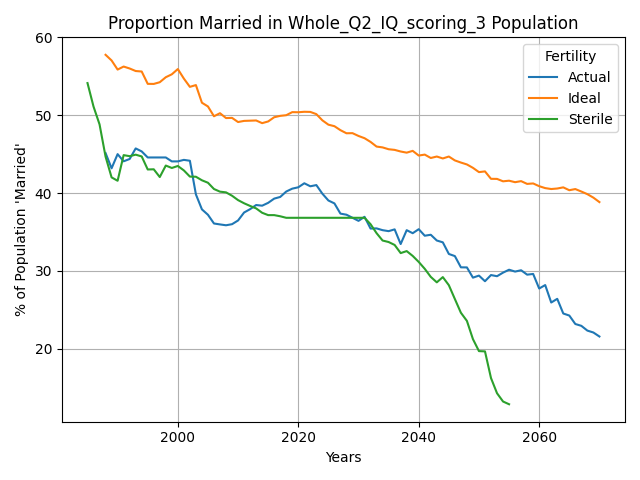 Proportion Married in Whole_Q2_IQ_scoring_3 Population
% of Population 'Married'
60
50
40
30
20
Fertility
Actual
Ideal
Sterile
2000 2020 2040 2060
Years